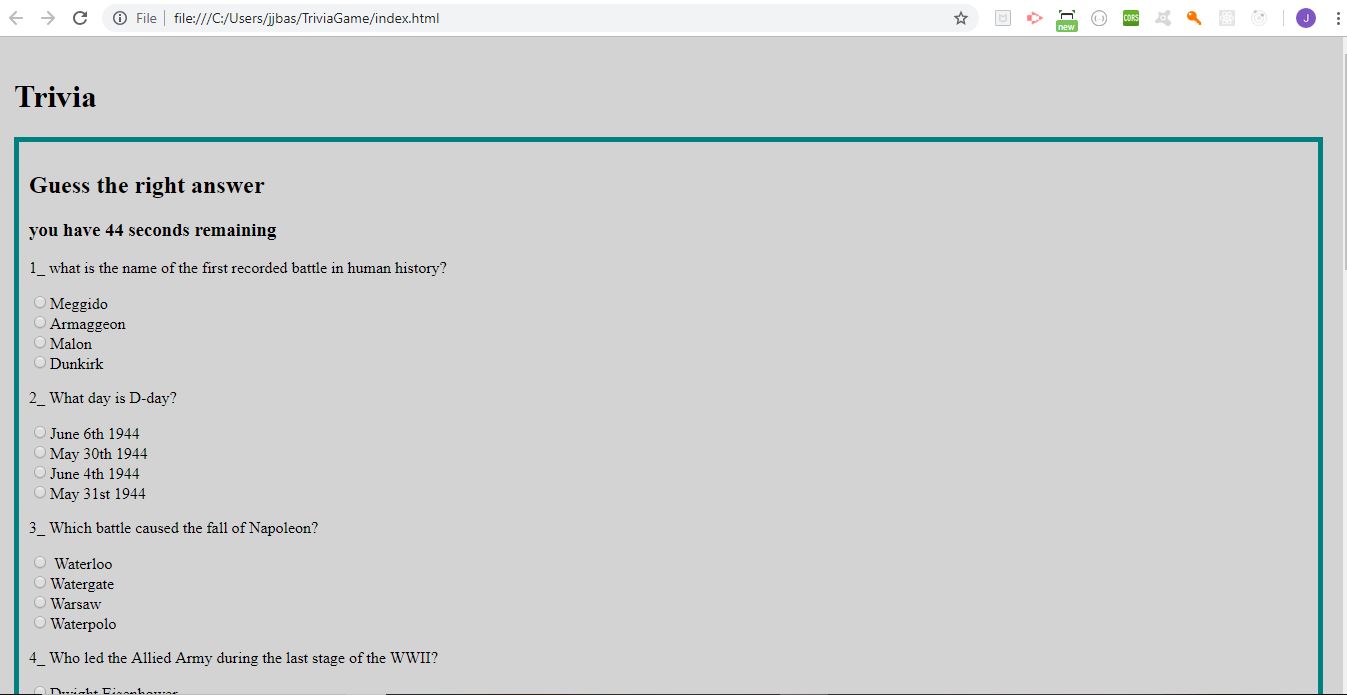 File
file:///C:/Users/jjbas/TriviaGame/index.html
new
CORS
J
Trivia
Guess the right answer
you have 44 seconds remaining
1_ what is the name of the first recorded battle in human history?
Meggido
Armaggeon
Malon
Dunkirk
2_ What day is D-day?
June 6th 1944
May 30th 1944
June 4th 1944
May 31st 1944
3_ Which battle caused the fall of Napoleon?
Waterloo
Watergate
Warsaw
Waterpolo
4_ Who led the Allied Army during the last stage of the WWII?
Dwight Eisenhower